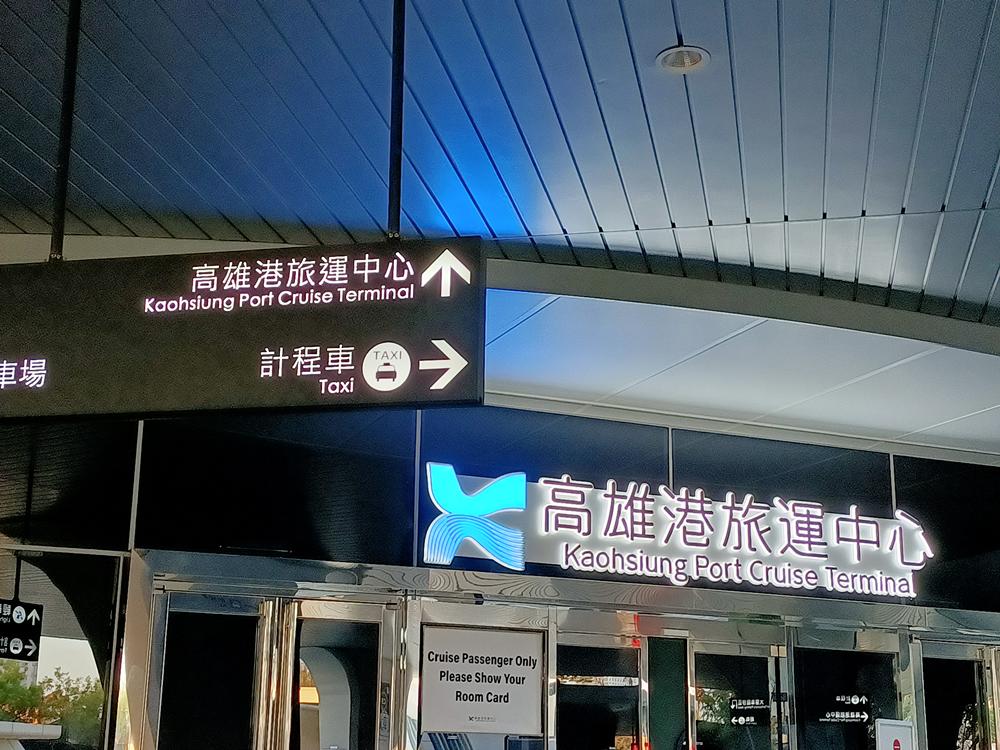 高雄港旅運中心
Kaohsiung Port Cruise Terminal
計程車
TAXI
Taxi
車場
高雄港旅運中心
Kaohsiung Port Cruise Terminal
Cruise Passenger Only
Please Show Your
Room Card